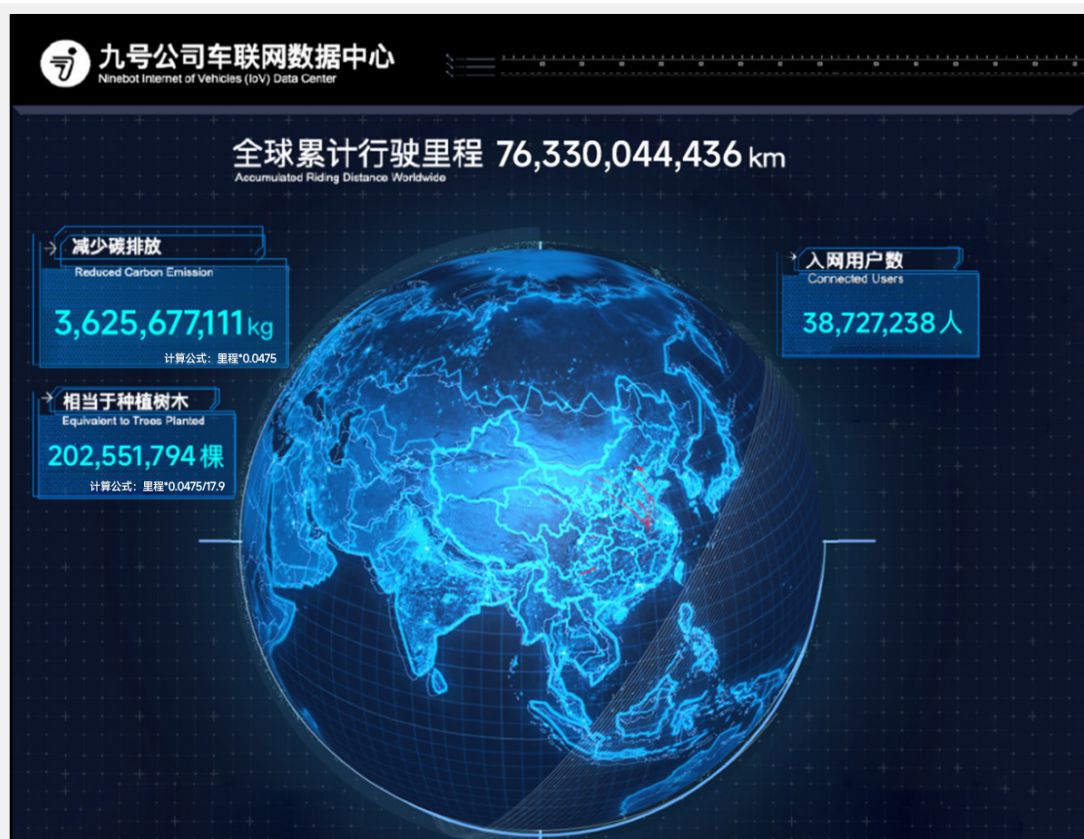 九号公司车联网数据中心
Ninebot Internet of Vehicles (IoV) Data Center
全球累计行驶里程 76,330,044,436 km
Accumulated Riding Distance Worldwide
减少碳排放
Reduced Carbon Emission
3,625,677,111 kg
计算公式：里程*0.0475
相当于种植树木
Equivalent to Trees Planted
202,551,794 棵
计算公式：里程*0.0475/17.9
入网用户数
Connected Users
38,727,238 人